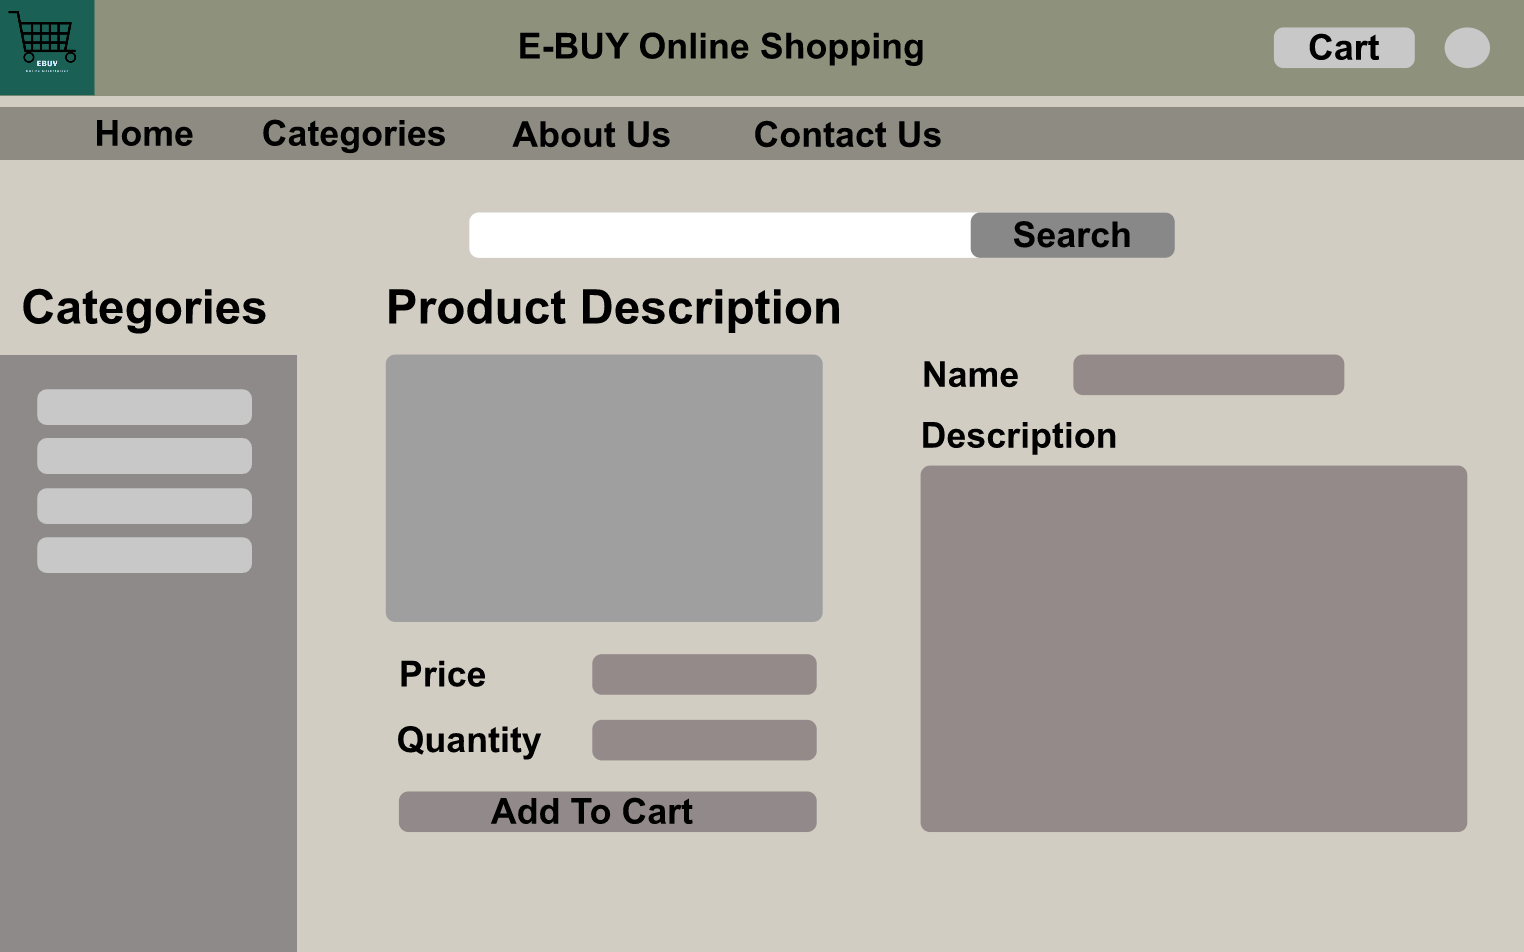 EBUY
E-BUY Online Shopping
Cart
Home Categories About Us Contact Us
Search
Categories
Product Description
Name
Description
Price
Quantity
Add To Cart